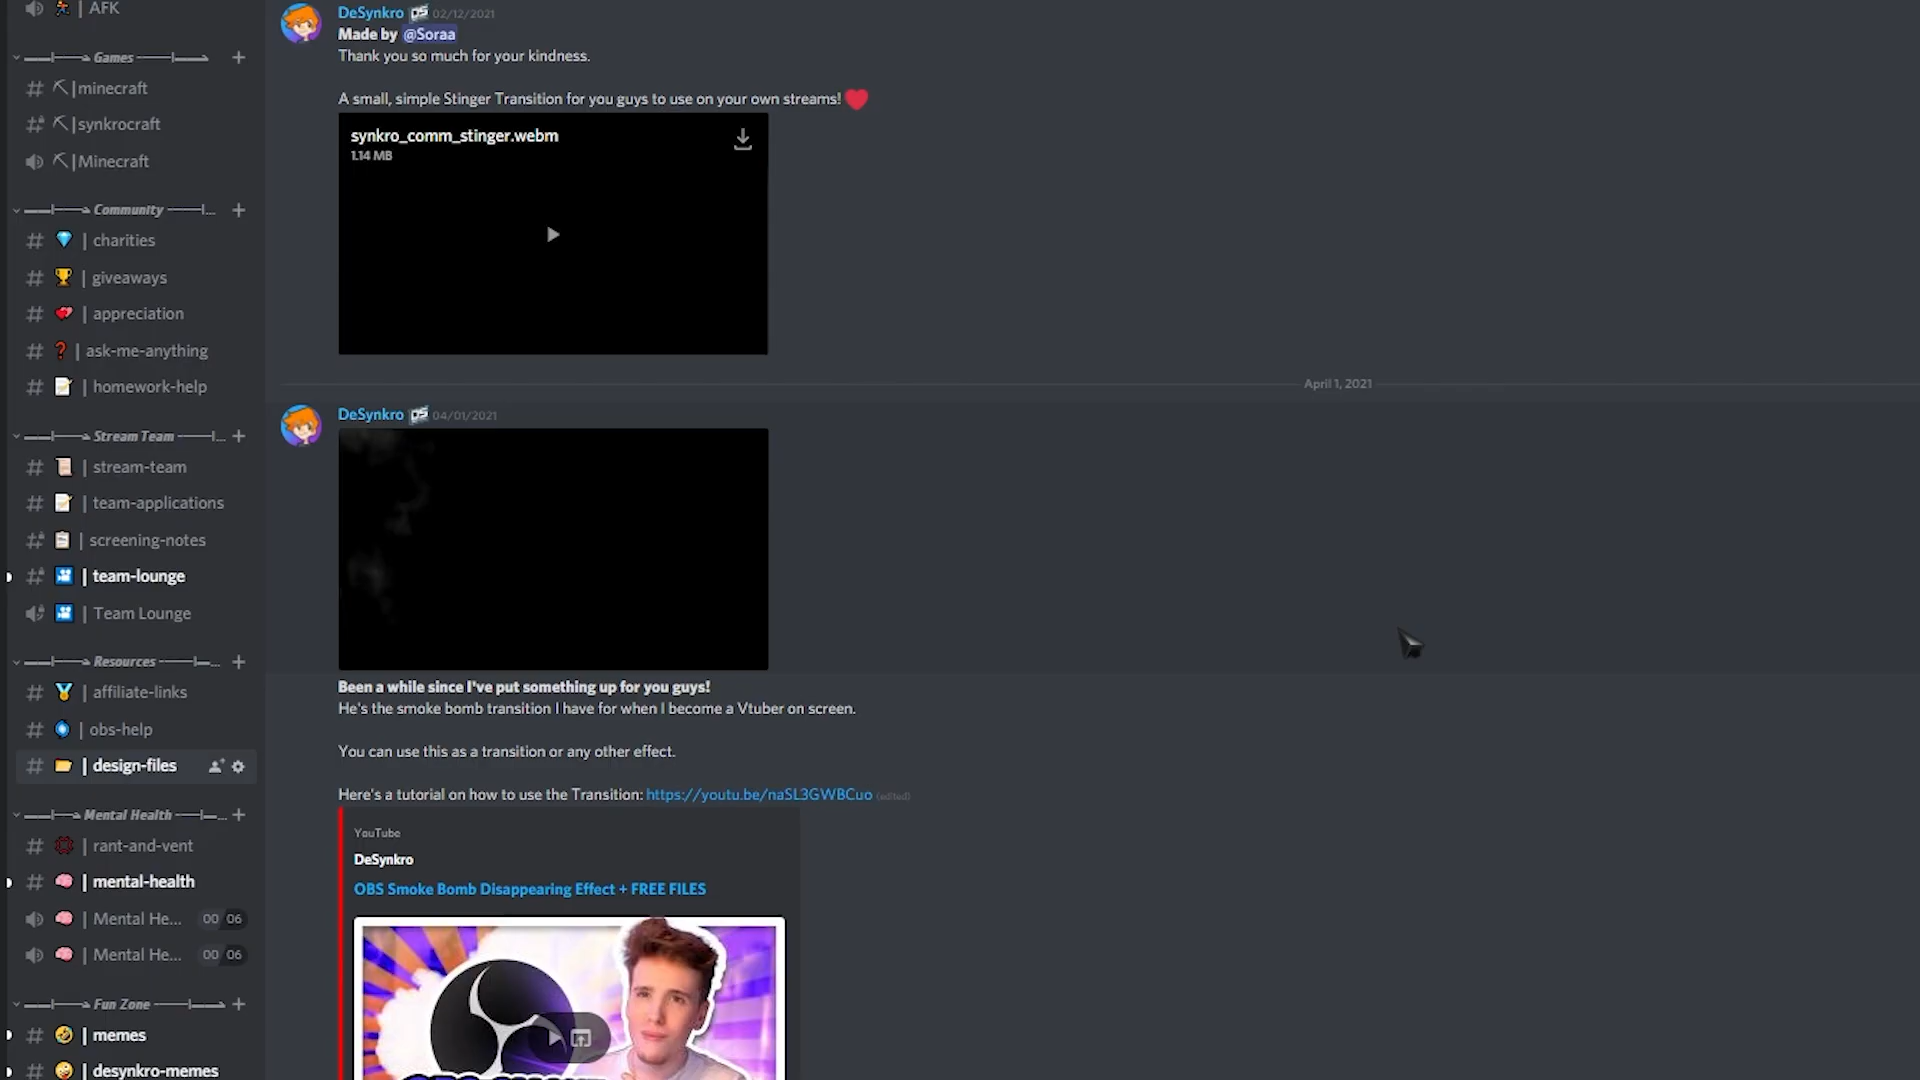 | AFK
Games
|minecraft
|synkrocraft
|Minecraft
Community
| charities
| giveaways
| appreciation
| ask-me-anything
| homework-help
Stream Team
| stream-team
| team-applications
| screening-notes
| team-lounge
| Team Lounge
Resources
| affiliate-links
| obs-help
| design-files
Mental Health
| rant-and-vent
| mental-health
| Mental He... 00 06
| Mental He... 00 06
Fun Zone
| memes
| desynkro-memes
DeSynkro DS 02/12/2021
Made by @Soraa
Thank you so much for your kindness.
A small, simple Stinger Transition for you guys to use on your own streams!
synkro_comm_stinger.webm
1.14 MB
April 1, 2021
DeSynkro DS 04/01/2021
Been a while since I've put something up for you guys!
He's the smoke bomb transition I have for when I become a Vtuber on screen.
You can use this as a transition or any other effect.
Here's a tutorial on how to use the Transition: https://youtu.be/naSL3GWBCuo (edited)
YouTube
DeSynkro
OBS Smoke Bomb Disappearing Effect + FREE FILES